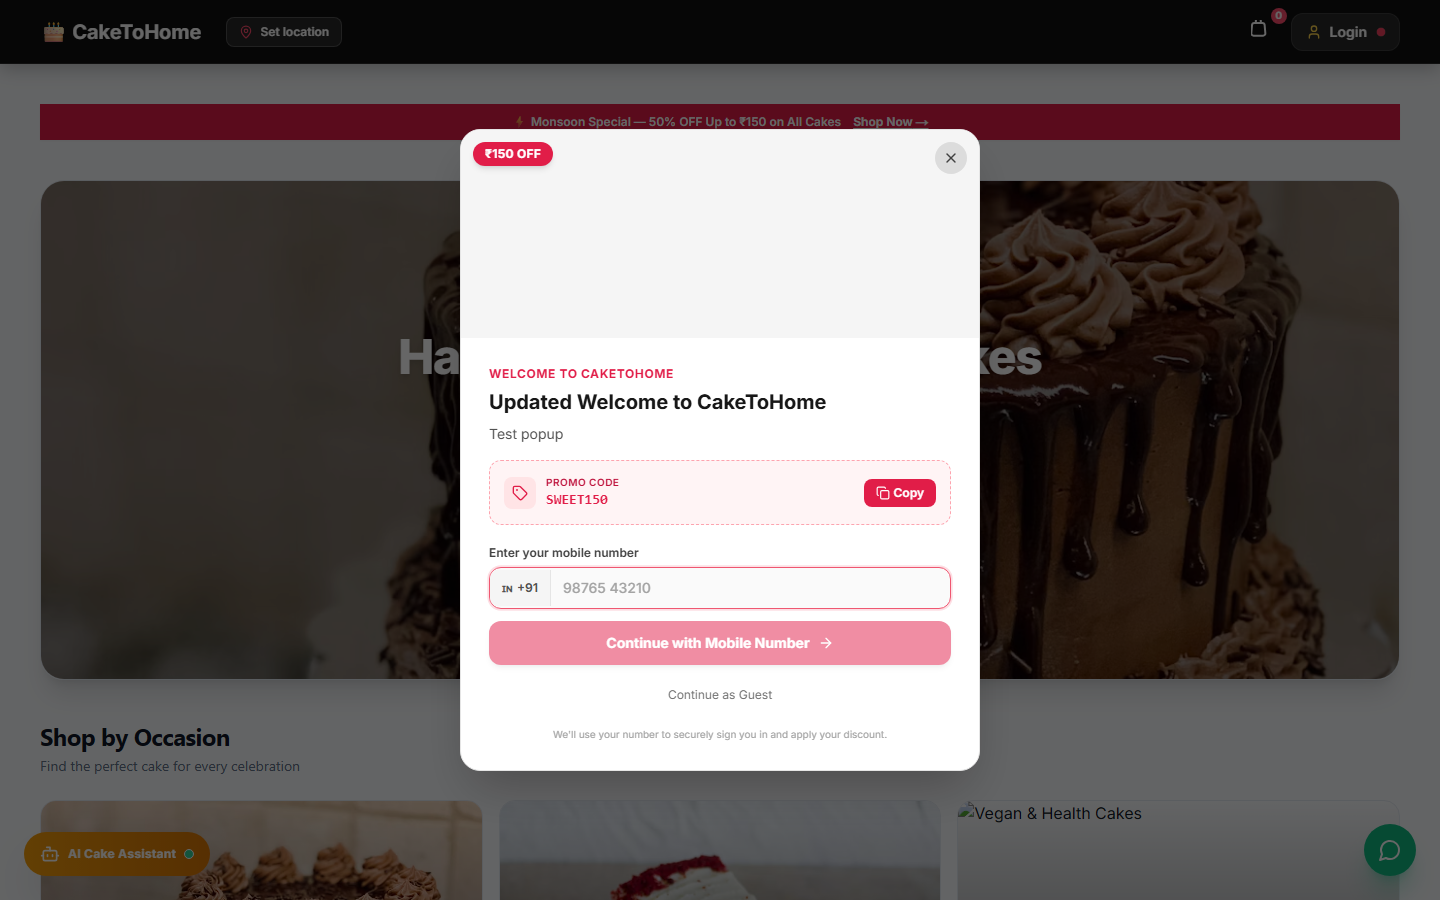 CakeToHome
Set location
0
Login
Monsoon Special — 50% OFF Up to ₹150 on All Cakes Shop Now →
₹150 OFF
Ha
kes
WELCOME TO CAKETOHOME
Updated Welcome to CakeToHome
Test popup
PROMO CODE
SWEET150
Copy
Enter your mobile number
IN +91 98765 43210
Continue with Mobile Number →
Continue as Guest
We'll use your number to securely sign you in and apply your discount.
Shop by Occasion
Find the perfect cake for every celebration
Vegan & Health Cakes
AI Cake Assistant